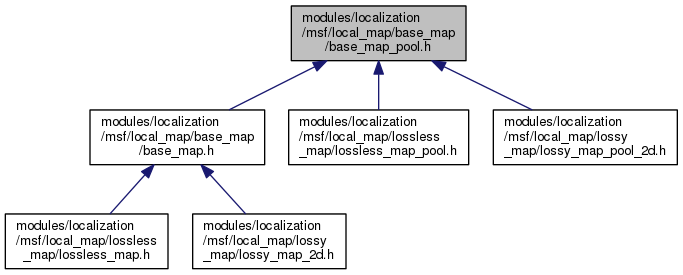 modules/localization
/msf/local_map/base_map
/base_map_pool.h
modules/localization
/msf/local_map/base_map
/base_map.h
modules/localization
/msf/local_map/lossless
_map/lossless_map_pool.h
modules/localization
/msf/local_map/lossy
_map/lossy_map_pool_2d.h
modules/localization
/msf/local_map/lossless
_map/lossless_map.h
modules/localization
/msf/local_map/lossy
_map/lossy_map_2d.h